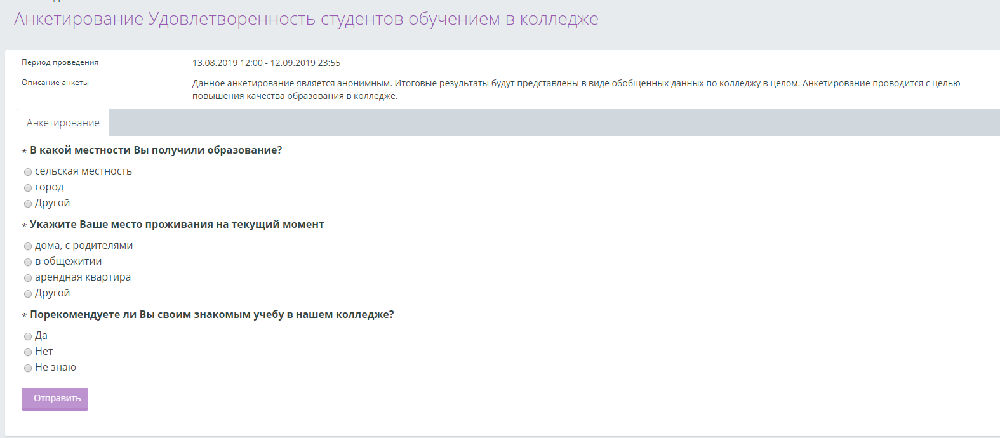 Анкетирование Удовлетворенность студентов обучением в колледже
Период проведения
13.08.2019 12:00 - 12.09.2019 23:55
Описание анкеты
Данное анкетирование является анонимным. Итоговые результаты будут представлены в виде обобщенных данных по колледжу в целом. Анкетирование проводится с целью
повышения качества образования в колледже.
Анкетирование
* В какой местности Вы получили образование?
сельская местность
город
Другой
* Укажите Ваше место проживания на текущий момент
дома, с родителями
в общежитии
арендная квартира
Другой
* Порекомендуете ли Вы своим знакомым учебу в нашем колледже?
Да
Нет
Не знаю
Отправить